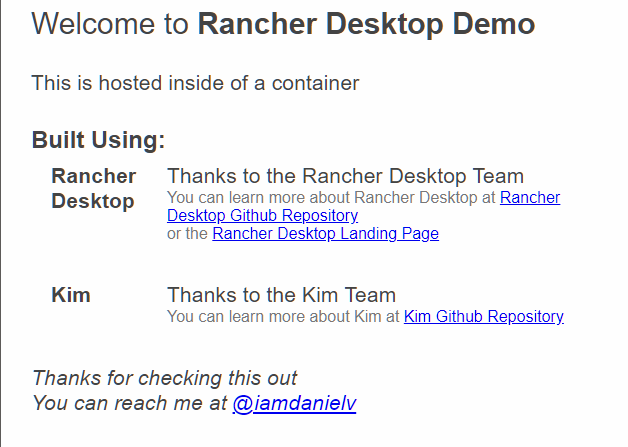 Welcome to Rancher Desktop Demo
This is hosted inside of a container
Built Using:
Rancher Desktop
Thanks to the Rancher Desktop Team
You can learn more about Rancher Desktop at Rancher
Desktop Github Repository
or the Rancher Desktop Landing Page
Kim
Thanks to the Kim Team
You can learn more about Kim at Kim Github Repository
Thanks for checking this out
You can reach me at @iamdanielv